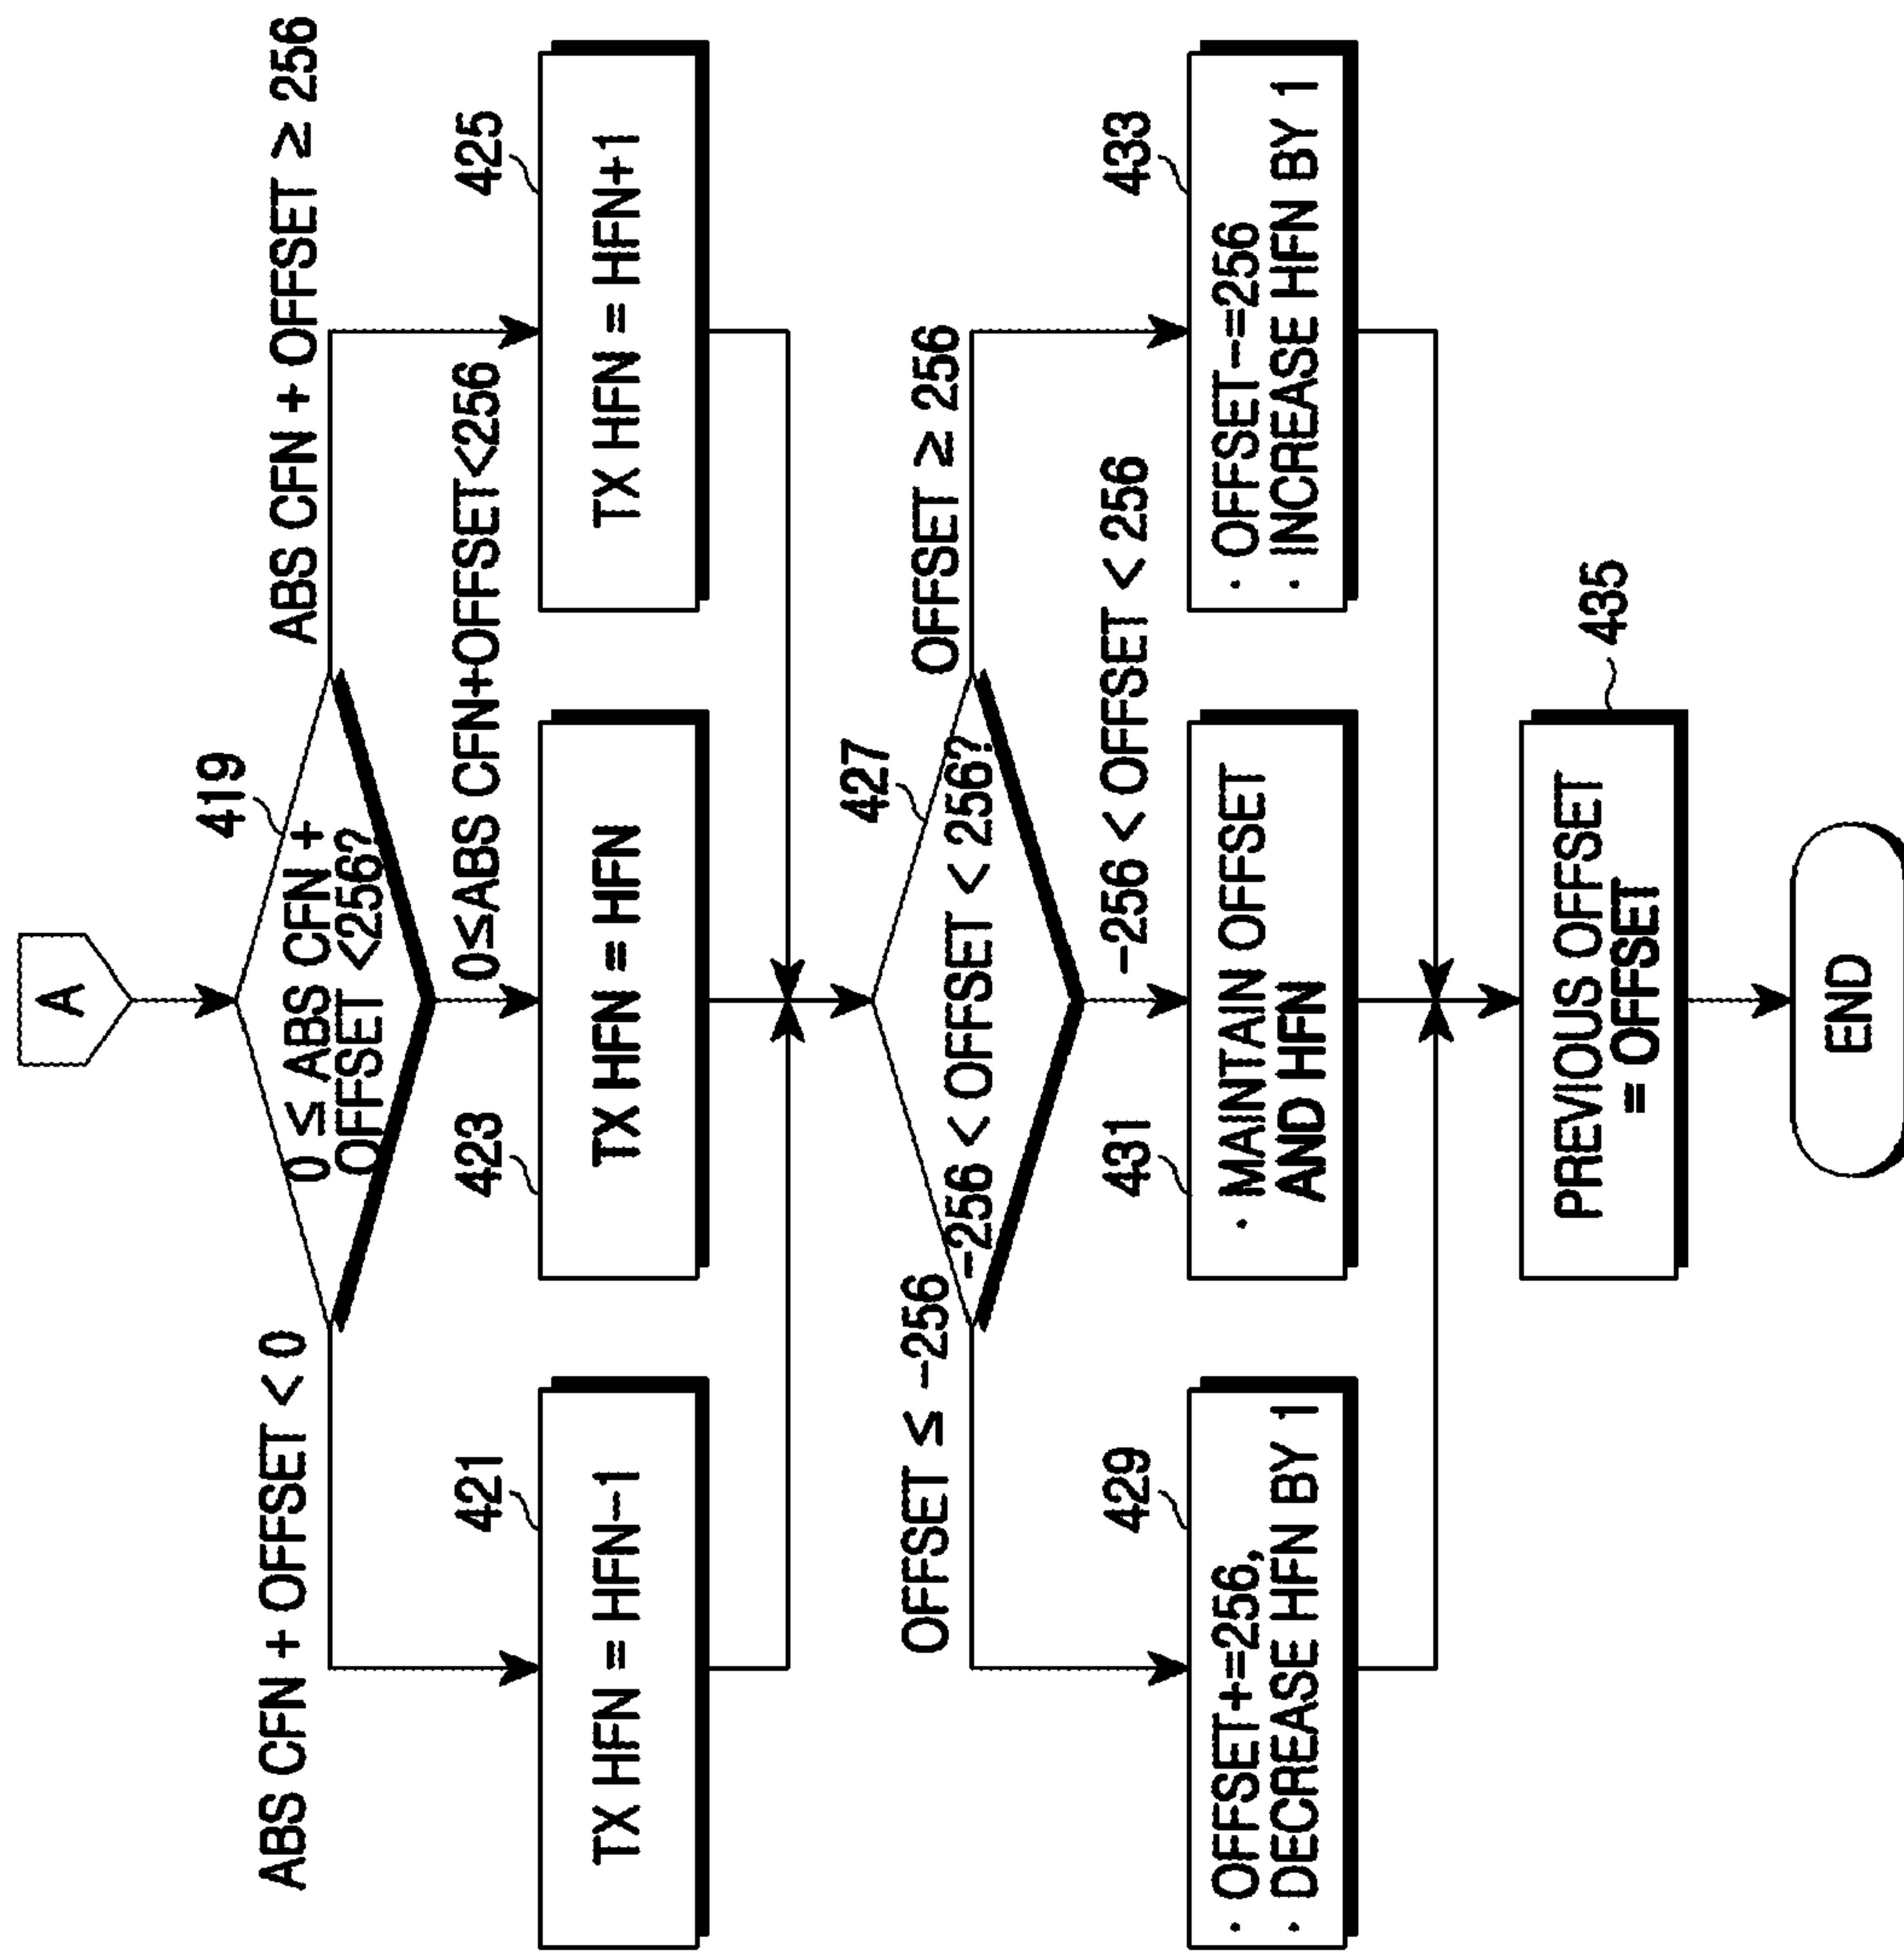 A
419
0 ≤ ABS CFN +
OFFSET <256?
ABS CFN + OFFSET < 0
ABS CFN + OFFSET ≥ 256
0≤ABS CFN+OFFSET<256
421
TX HFN = HFN-1
423
TX HFN = HFN
425
TX HFN = HFN+1
427
-256 < OFFSET < 256?
OFFSET ≤ -256
OFFSET ≥ 256
-256 < OFFSET < 256
429
· OFFSET+=256,
· DECREASE HFN BY 1
431
· MAINTAIN OFFSET
AND HFN
433
· OFFSET-=256
· INCREASE HFN BY 1
435
PREVIOUS OFFSET
= OFFSET
END